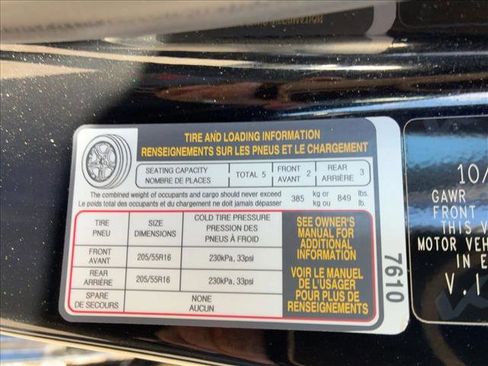 TIRE AND LOADING INFORMATION
RENSEIGNEMENTS SUR LES PNEUS ET LE CHARGEMENT
SEATING CAPACITY
NOMBRE DE PLACES
TOTAL 5
FRONT
AVANT 2
REAR
ARRIÈRE 3
The combined weight of occupants and cargo should never exceed
Le poids total des occupants et du chargement ne doit jamais dépasser
385 kg or 849 lbs.
kg ou lb.
TIRE
PNEU
SIZE
DIMENSIONS
COLD TIRE PRESSURE
PRESSION DES
PNEUS À FROID
FRONT
AVANT
205/55R16
230kPa, 33psi
REAR
ARRIÈRE
205/55R16
230kPa, 33psi
SPARE
DE SECOURS
NONE
AUCUN
SEE OWNER'S
MANUAL FOR
ADDITIONAL
INFORMATION
VOIR LE MANUEL
DE L'USAGER
POUR PLUS DE
RENSEIGNEMENTS
7610
10/
GAWR
FRONT
THIS V
MOTOR VEH
IN E
V.I